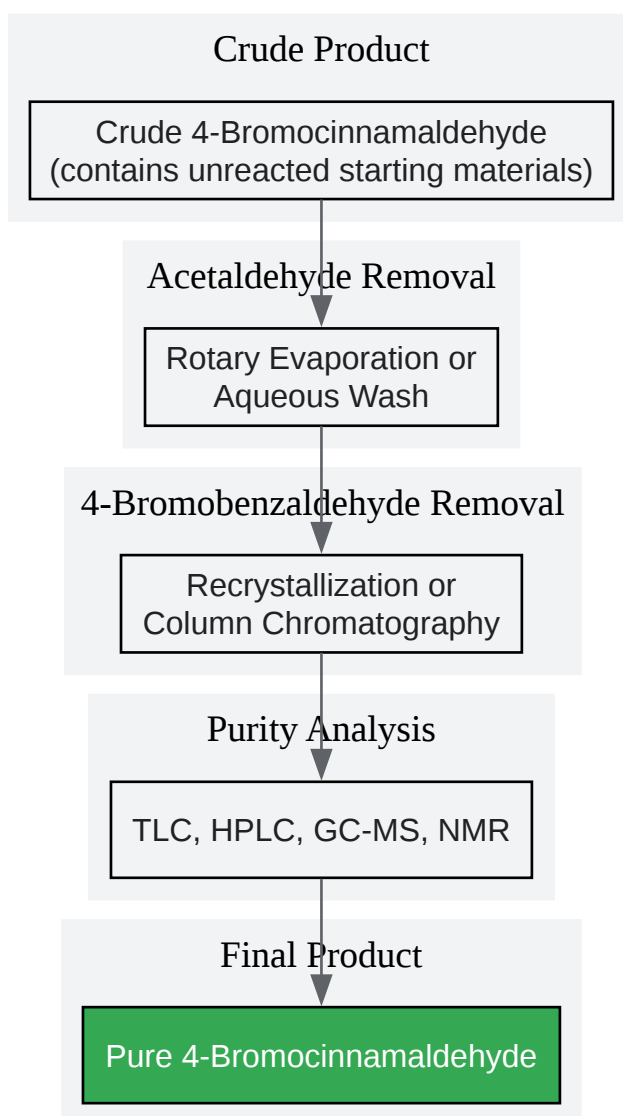 Crude Product
Crude 4-Bromocinnamaldehyde
(contains unreacted starting materials)
Acetaldehyde Removal
Rotary Evaporation or
Aqueous Wash
4-Bromobenzaldehyde Removal
Recrystallization or
Column Chromatography
Purity Analysis
TLC, HPLC, GC-MS, NMR
Final Product
Pure 4-Bromocinnamaldehyde